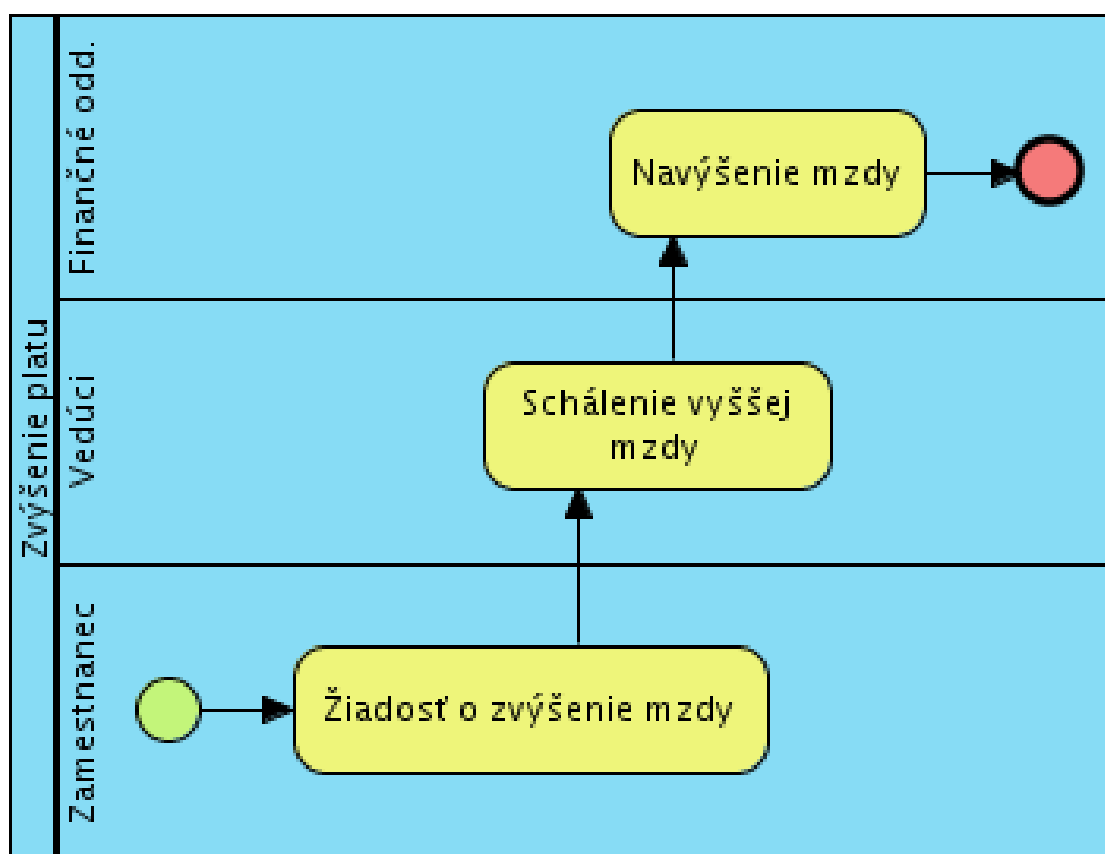 Zvýšenie platu
Finančné odd.
Navýšenie mzdy
Vedúci
Schálenie vyššej
mzdy
Zamestnanec
Žiadosť o zvýšenie mzdy